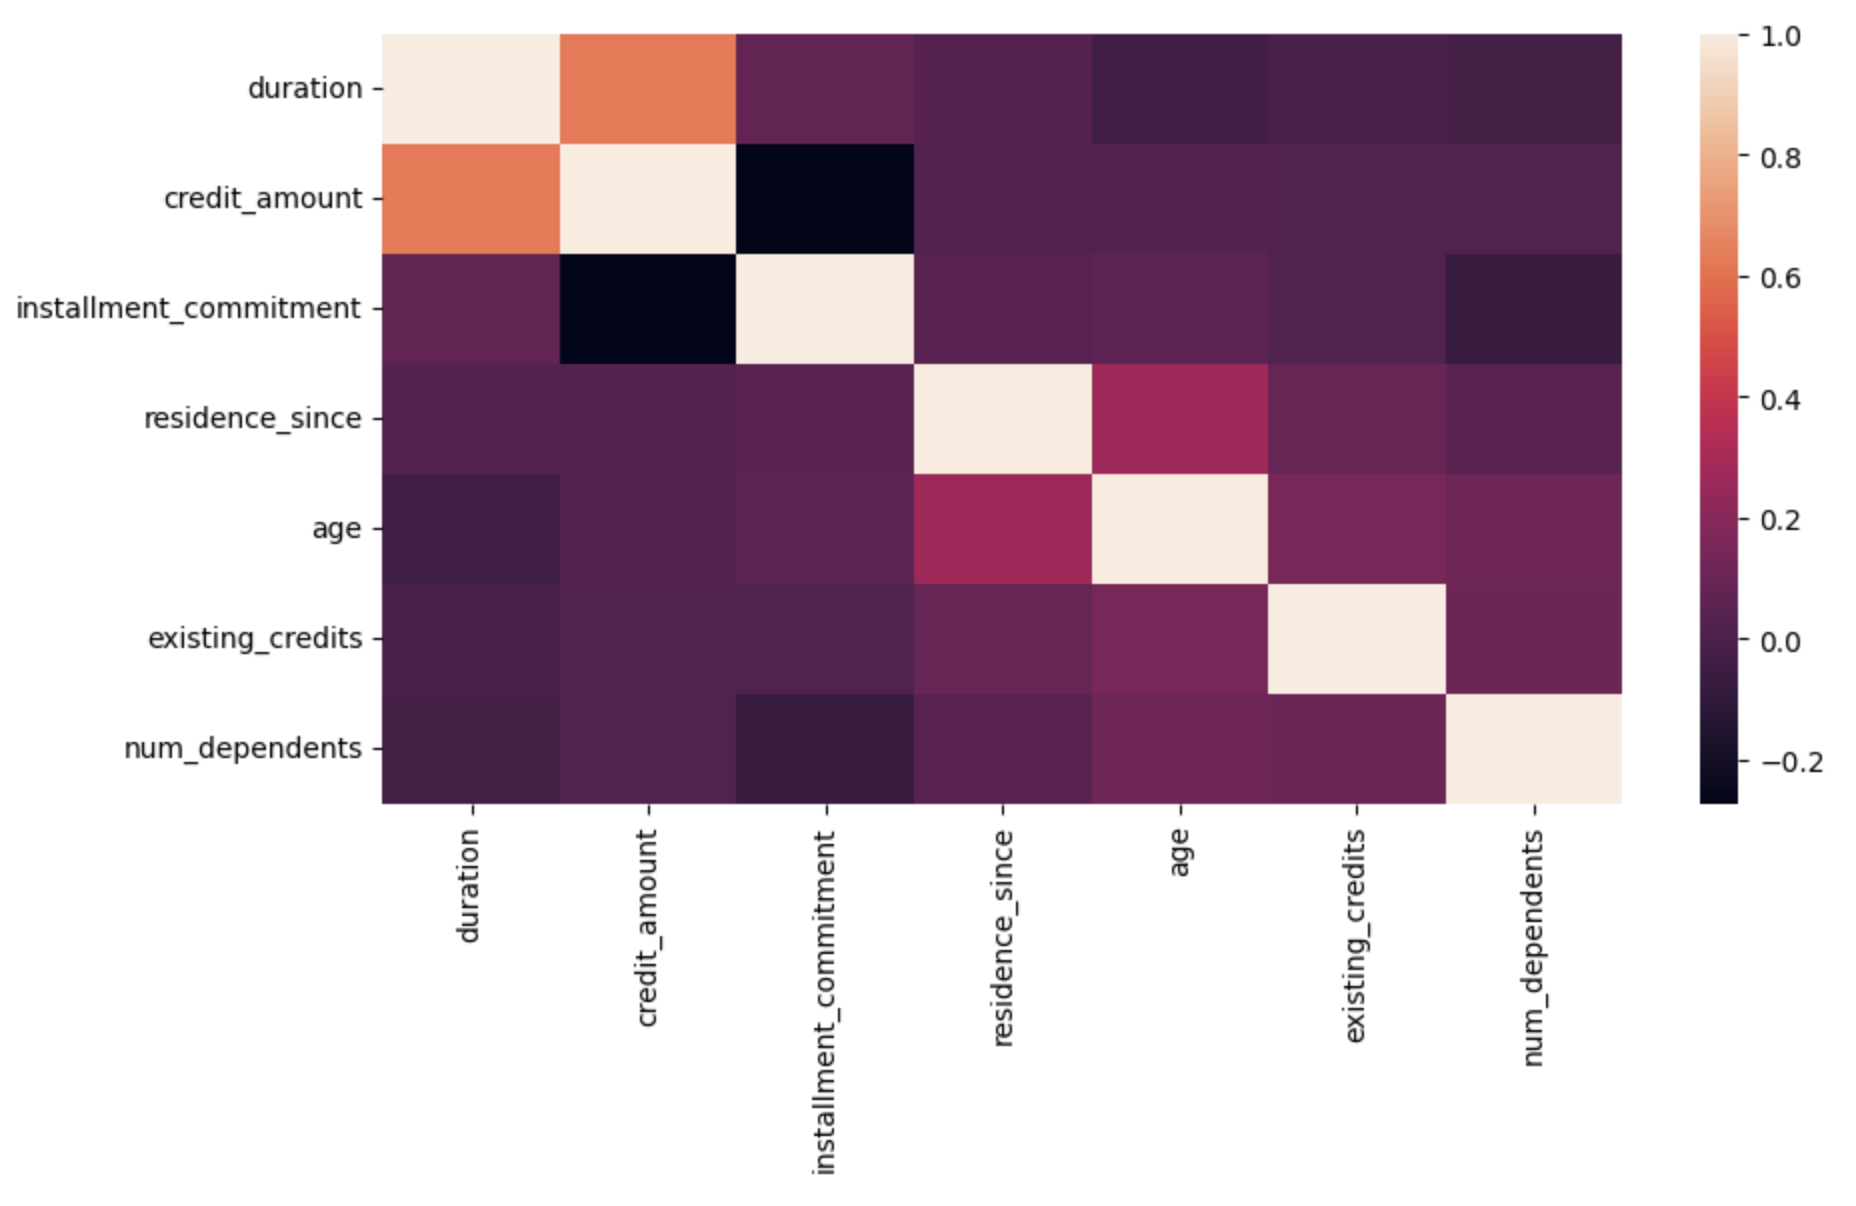 duration
credit_amount
installment_commitment
residence_since
age
existing_credits
num_dependents
duration
credit_amount
installment_commitment
residence_since
age
existing_credits
num_dependents
1.0
0.8
0.6
0.4
0.2
0.0
−0.2